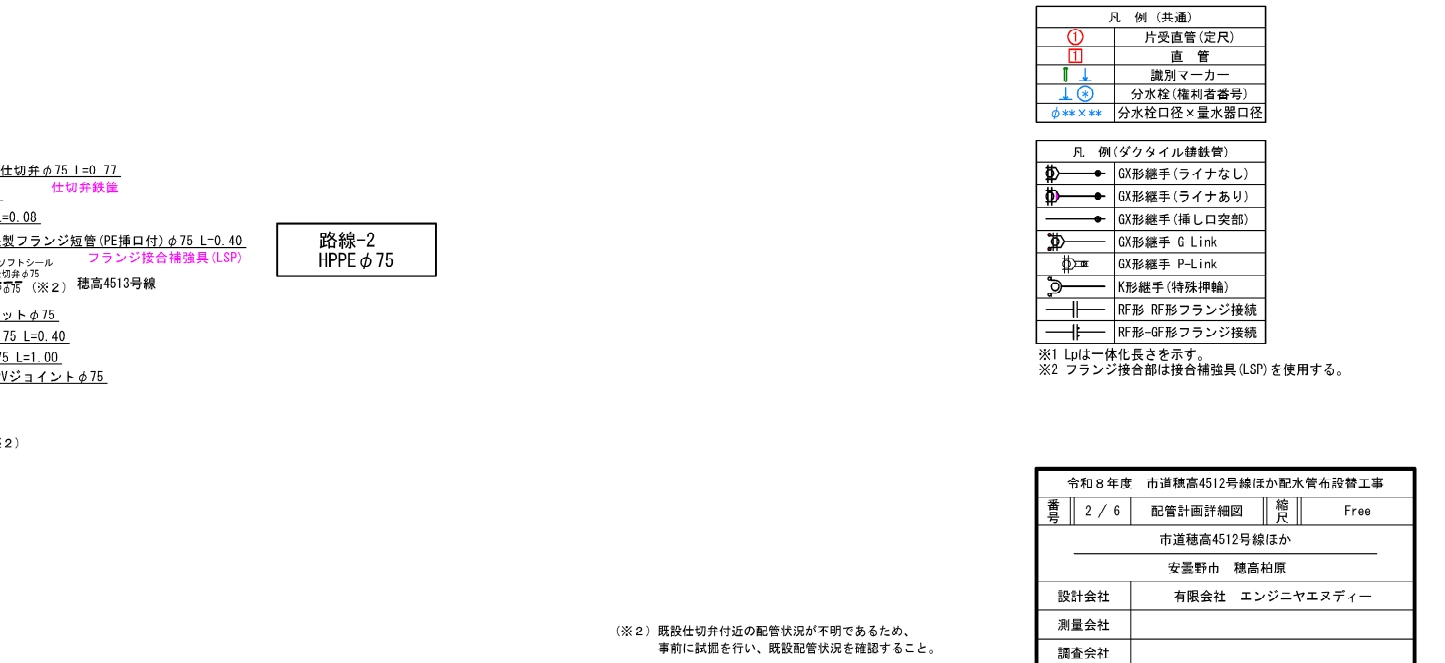 仕切弁φ75 L=0.77
仕切弁鉄筐
L=0.08
製フランジ短管(PE挿口付)φ75 L=0.40
フランジ接合補強具(LSP)
ソフトシール
仕切弁φ75
φ75 (※2) 穂高4513号線
ットφ75
75 L=0.40
75 L=1.00
PVジョイントφ75
※2)
路線-2
HPPEφ75
(※2) 既設仕切弁付近の配管状況が不明であるため、
事前に試掘を行い、既設配管状況を確認すること。
凡 例 (共通)
① 片受直管(定尺)
1 直 管
識別マーカー
分水栓(権利者番号)
φ**×** 分水栓口径×量水器口径
凡 例(ダクタイル鋳鉄管)
GX形継手(ライナなし)
GX形継手(ライナあり)
GX形継手(挿し口突部)
GX形継手 G Link
GX形継手 P-Link
K形継手(特殊押輪)
RF形 RF形フランジ接続
RF形-GF形フランジ接続
※1 Lpは一体化長さを示す。
※2 フランジ接合部は接合補強具(LSP)を使用する。
令和8年度 市道穂高4512号線ほか配水管布設替工事
番号 2 / 6 配管計画詳細図 縮尺 Free
市道穂高4512号線ほか
安曇野市 穂高柏原
設計会社 有限会社 エンジニヤエヌディー
測量会社
調査会社